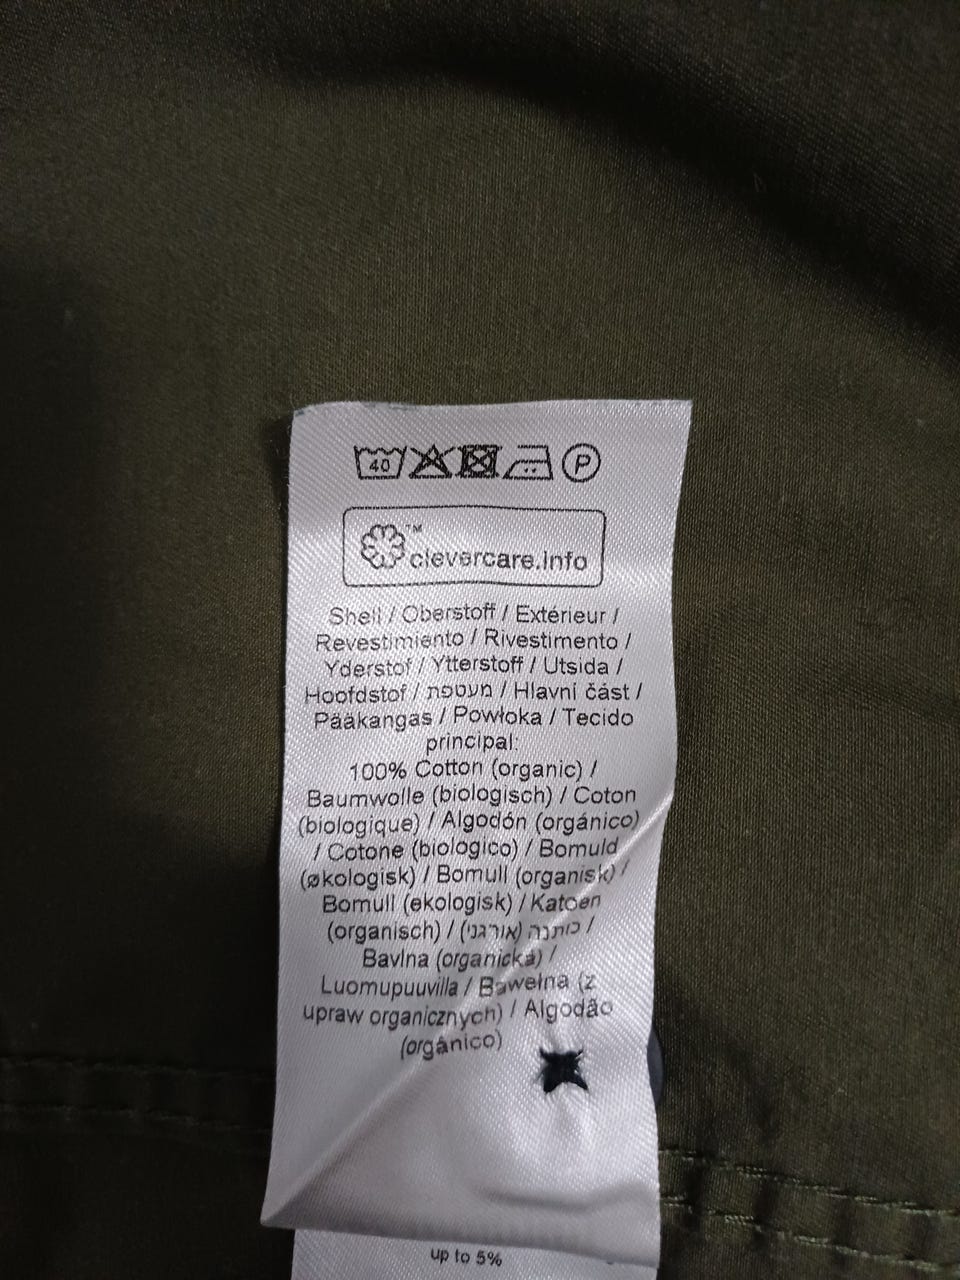 40 P
™
clevercare.info
Shell / Oberstoff / Extérieur /
Revestimiento / Rivestimento /
Yderstof / Ytterstoff / Utsida /
Hoofdstof / מעטפת / Hlavní část /
Pääkangas / Powłoka / Tecido
principal:
100% Cotton (organic) /
Baumwolle (biologisch) / Coton
(biologique) / Algodón (orgánico)
/ Cotone (biologico) / Bomuld
(økologisk) / Bomull (organisk) /
Bomull (ekologisk) / Katoen
(organisch) / כותנה (אורגני) /
Bavlna (organická) /
Luomupuuvilla / Bawełna (z
upraw organicznych) / Algodão
(orgânico)
up to 5%